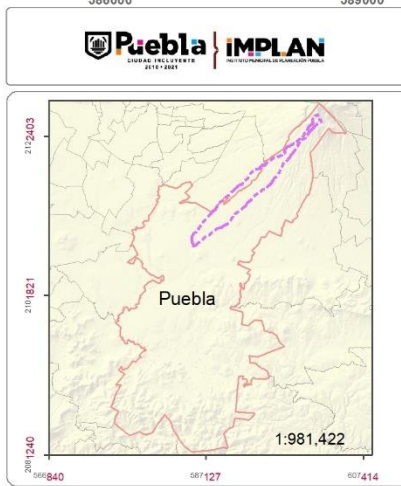 Puebla IMPLAN
CIUDAD INCLUYENTE INSTITUTO MUNICIPAL DE PLANEACIÓN PUEBLA
2018 • 2021
2122403
2101821
Puebla
1:981,422
2081240
566840 587127 607414